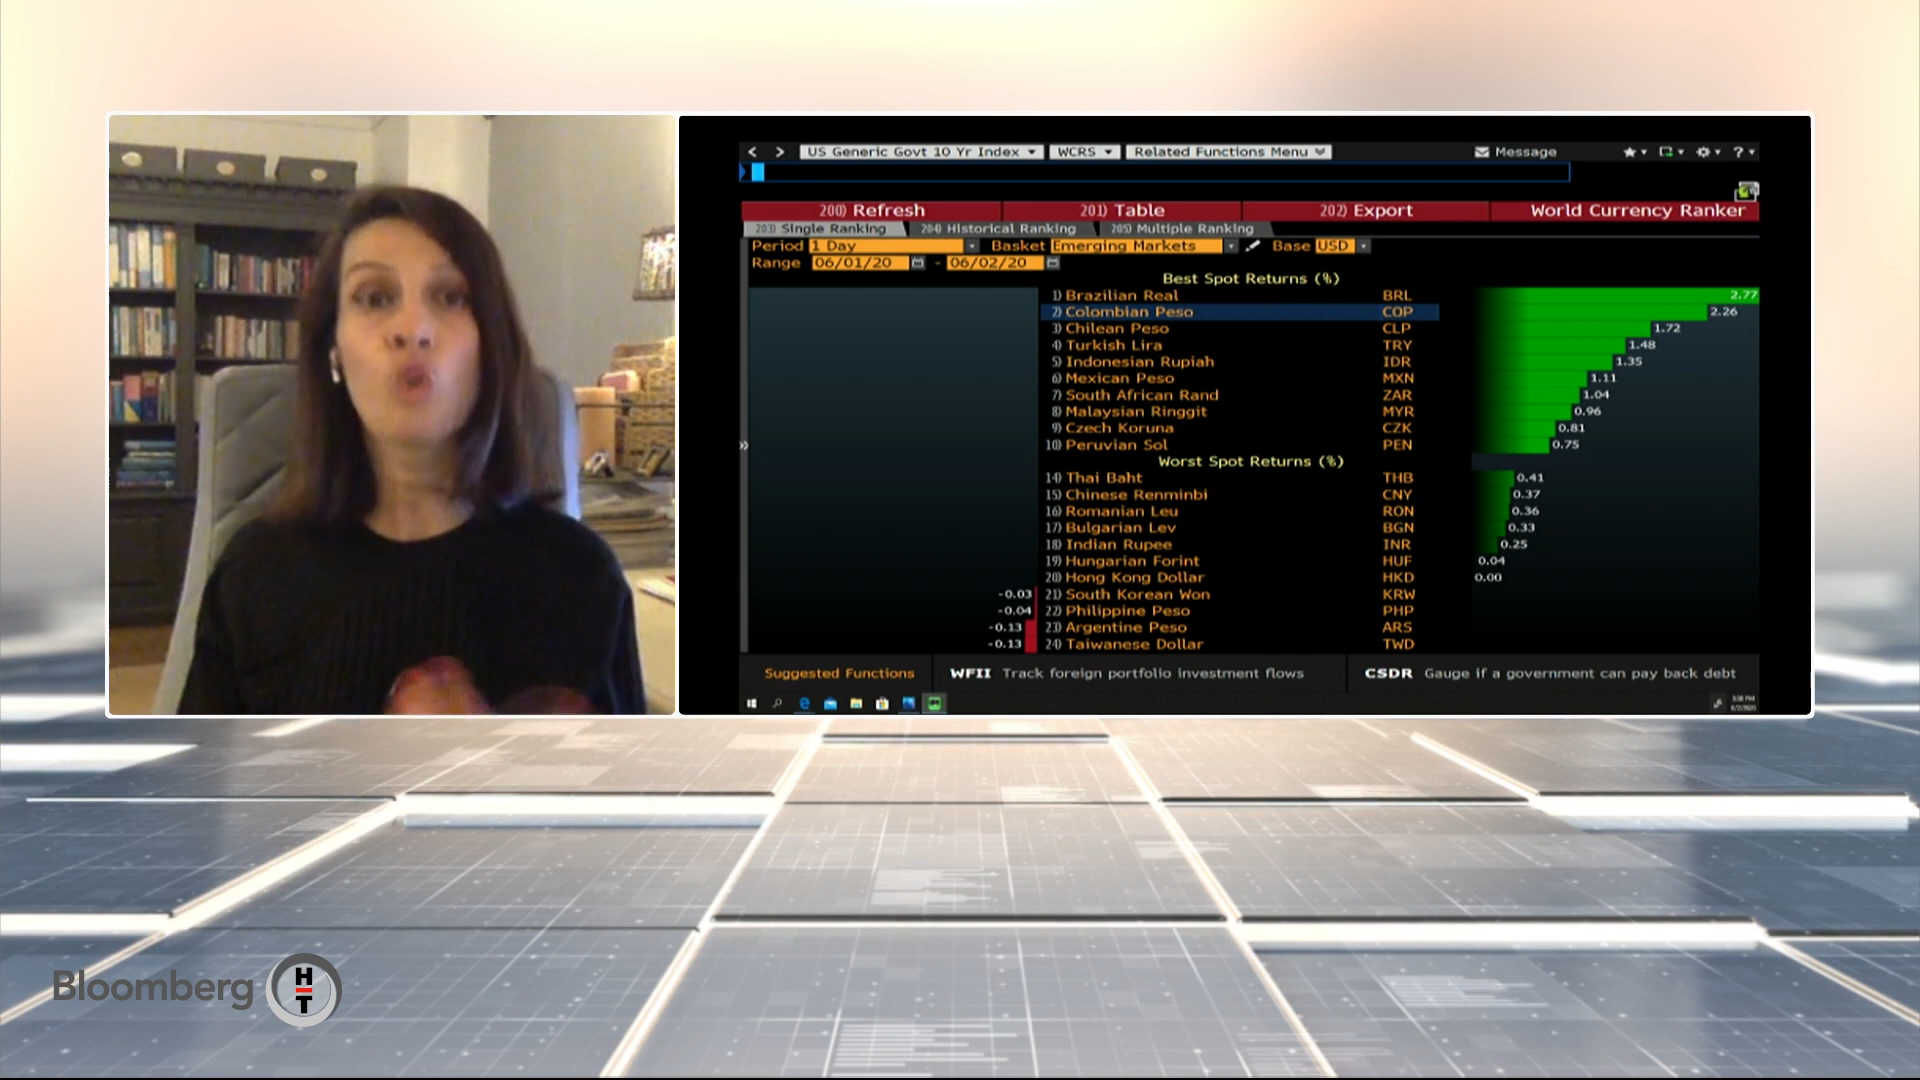 US Generic Govt 10 Yr Index WCRS Related Functions Menu Message
200) Refresh 201) Table 202) Export World Currency Ranker
203) Single Ranking 204) Historical Ranking 205) Multiple Ranking
Period 1 Day Basket Emerging Markets Base USD
Range 06/01/20 - 06/02/20
Best Spot Returns (%)
1) Brazilian Real BRL 2.77
2) Colombian Peso COP 2.26
3) Chilean Peso CLP 1.72
4) Turkish Lira TRY 1.48
5) Indonesian Rupiah IDR 1.35
6) Mexican Peso MXN 1.11
7) South African Rand ZAR 1.04
8) Malaysian Ringgit MYR 0.96
9) Czech Koruna CZK 0.81
10) Peruvian Sol PEN 0.75
Worst Spot Returns (%)
14) Thai Baht THB 0.41
15) Chinese Renminbi CNY 0.37
16) Romanian Leu RON 0.36
17) Bulgarian Lev BGN 0.33
18) Indian Rupee INR 0.25
19) Hungarian Forint HUF 0.04
20) Hong Kong Dollar HKD 0.00
-0.03 21) South Korean Won KRW
-0.04 22) Philippine Peso PHP
-0.13 23) Argentine Peso ARS
-0.13 24) Taiwanese Dollar TWD
Suggested Functions WFII Track foreign portfolio investment flows CSDR Gauge if a government can pay back debt
Bloomberg HT